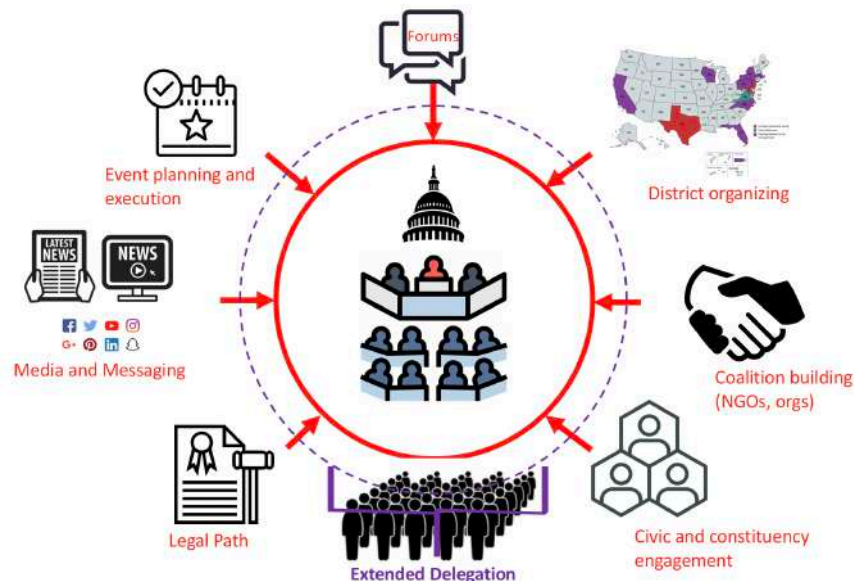 Forums
Event planning and
execution
District organizing
LATEST
NEWS
NEWS
Media and Messaging
Coalition building
(NGOs, orgs)
Legal Path
Civic and constituency
engagement
Extended Delegation